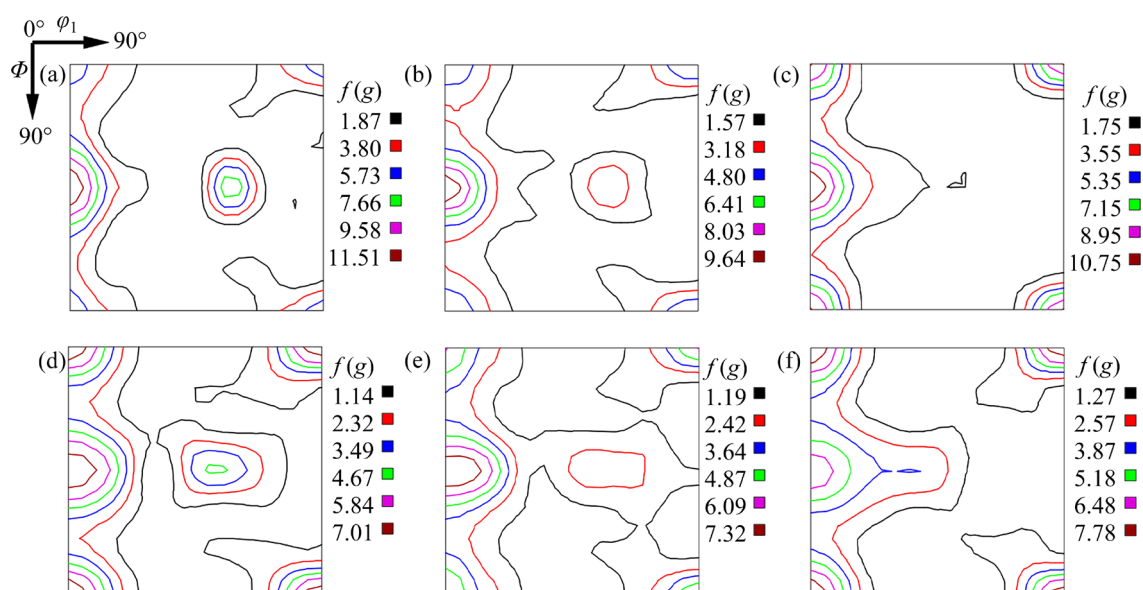 0° φ₁ 90°
Φ
90°
(a)
f(g)
1.87
3.80
5.73
7.66
9.58
11.51
(b)
f(g)
1.57
3.18
4.80
6.41
8.03
9.64
(c)
f(g)
1.75
3.55
5.35
7.15
8.95
10.75
(d)
f(g)
1.14
2.32
3.49
4.67
5.84
7.01
(e)
f(g)
1.19
2.42
3.64
4.87
6.09
7.32
(f)
f(g)
1.27
2.57
3.87
5.18
6.48
7.78